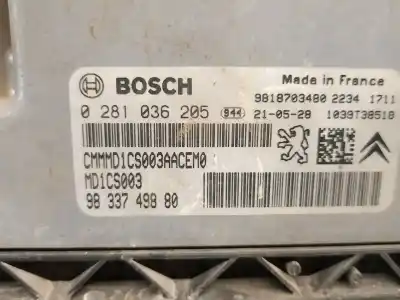 BOSCH
Made in France
9818703480 2234 1711
0 281 036 205 944 21-05-28 1039T38518
CMMMD1CS003AACEM0
MD1CS003
98 337 498 80